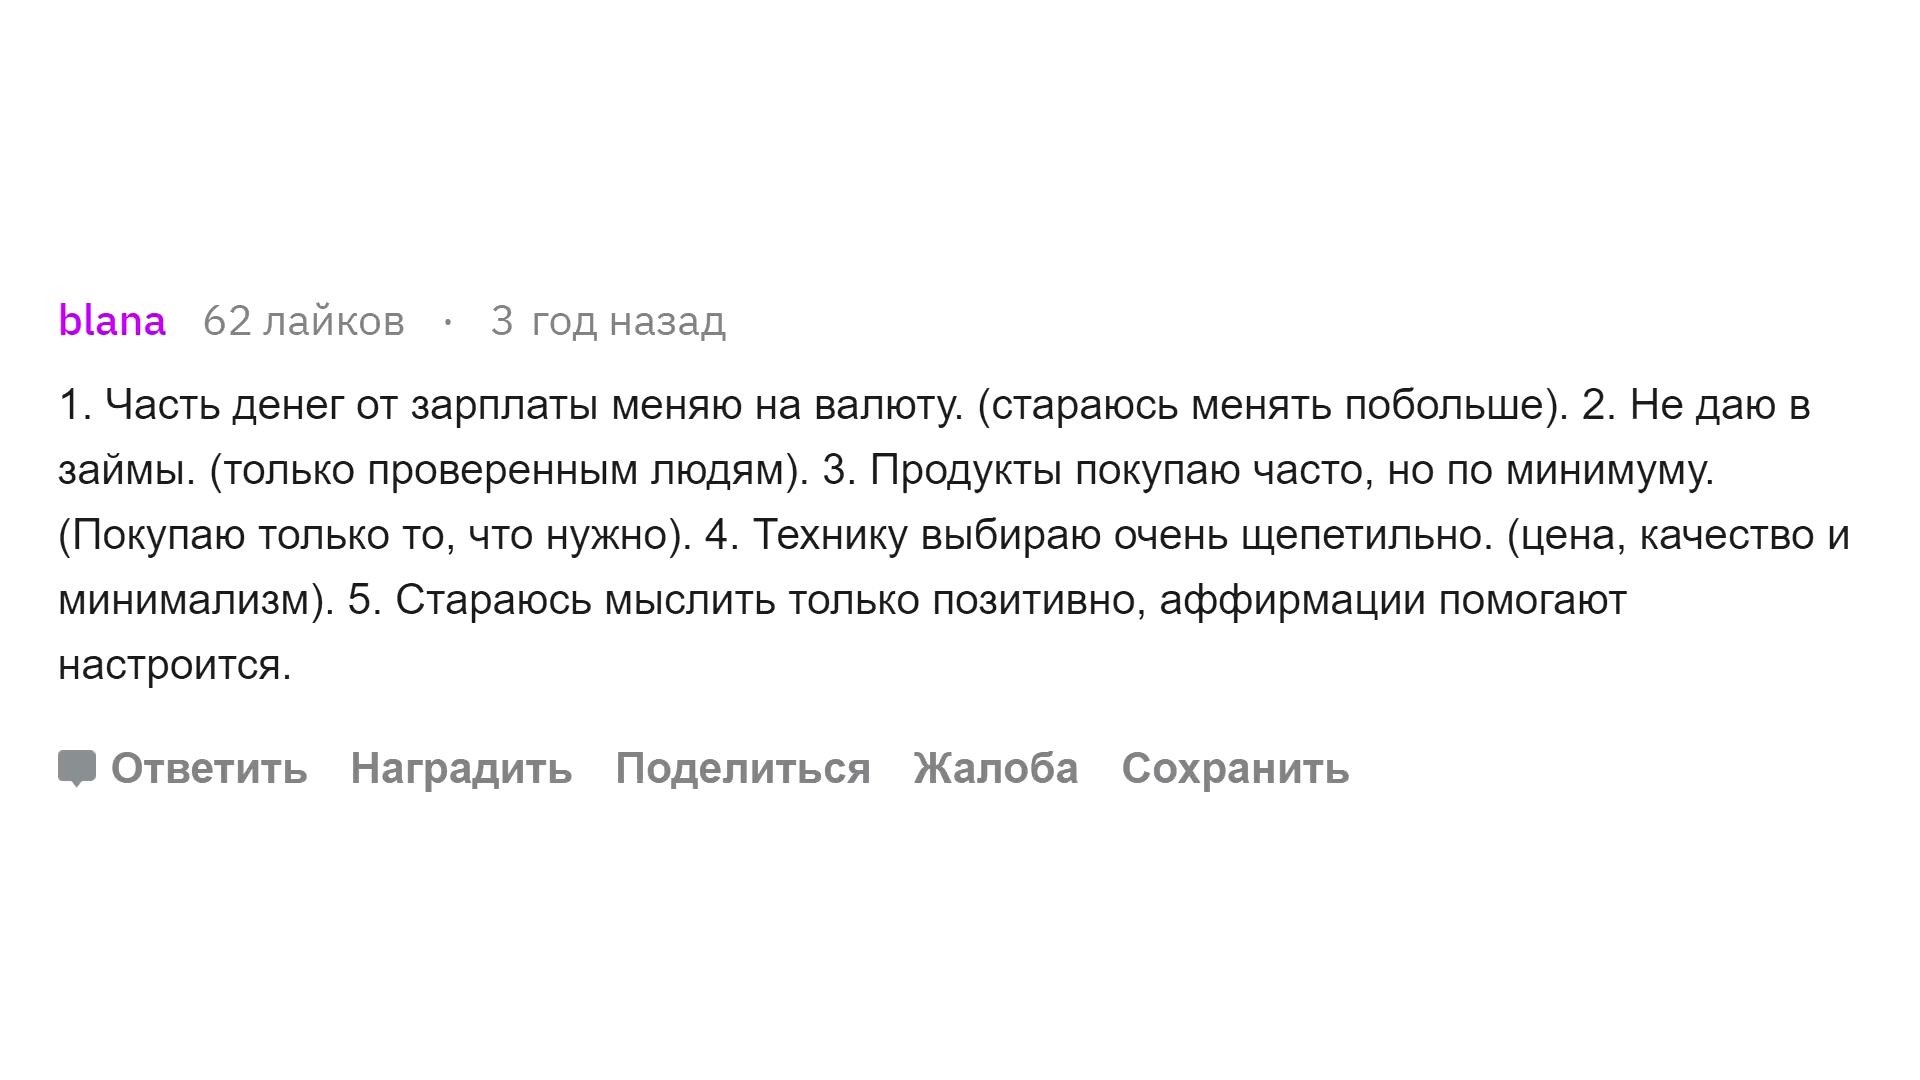 blana 62 лайков · 3 год назад
1. Часть денег от зарплаты меняю на валюту. (стараюсь менять побольше). 2. Не даю в
займы. (только проверенным людям). 3. Продукты покупаю часто, но по минимуму.
(Покупаю только то, что нужно). 4. Технику выбираю очень щепетильно. (цена, качество и
минимализм). 5. Стараюсь мыслить только позитивно, аффирмации помогают
настроится.
Ответить Наградить Поделиться Жалоба Сохранить